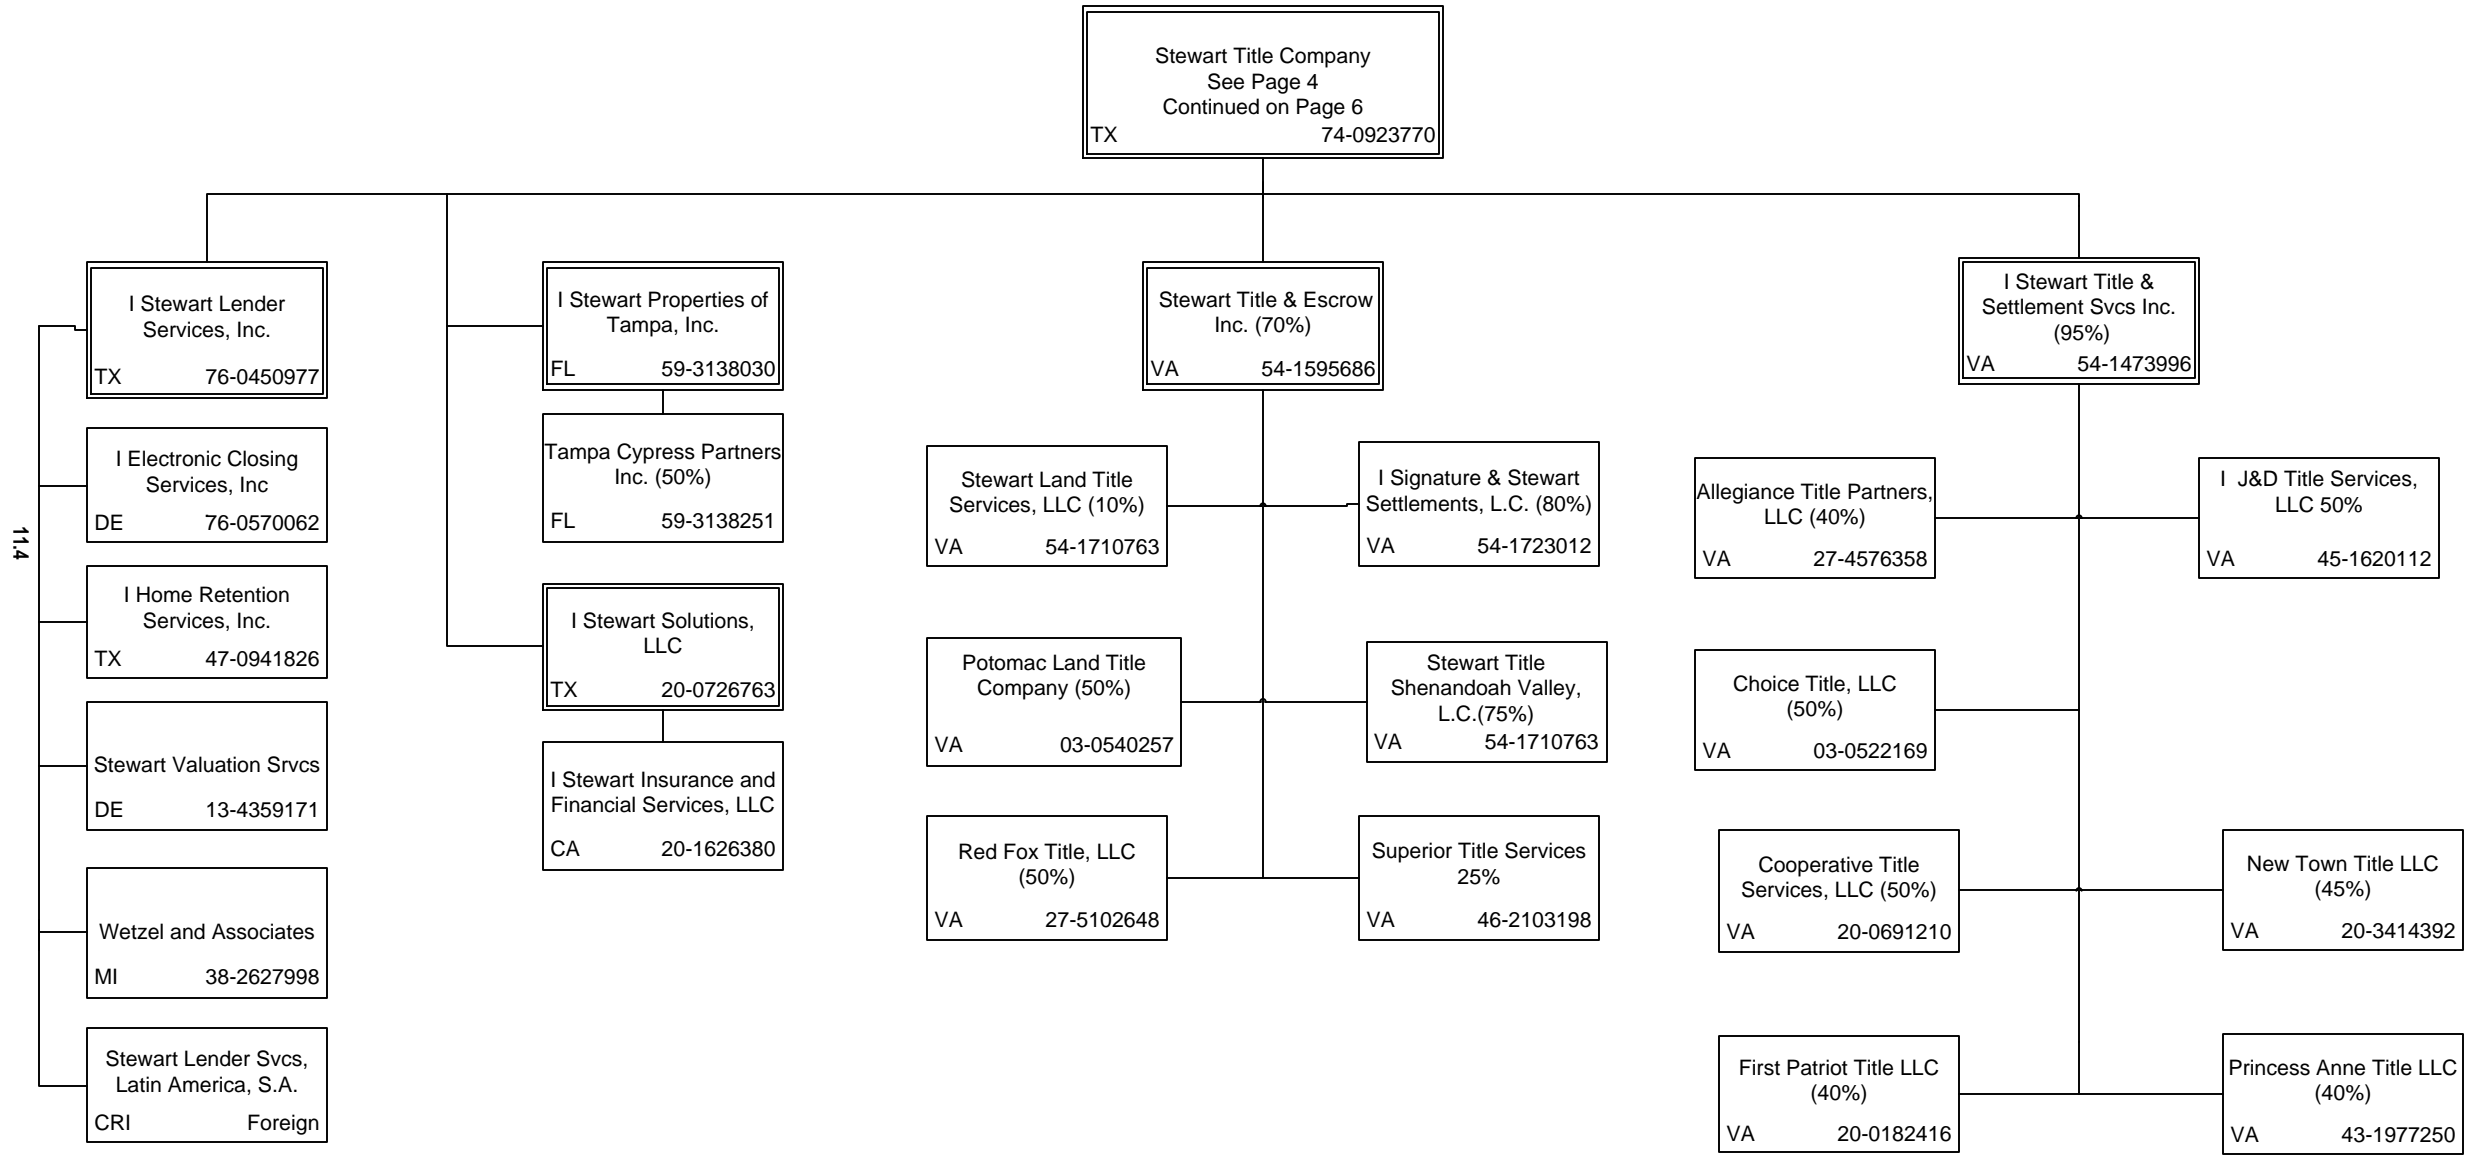 Stewart Title Company
See Page 4
Continued on Page 6
TX 74-0923770
I Stewart Lender
Services, Inc.
TX 76-0450977
I Electronic Closing
Services, Inc
DE 76-0570062
I Home Retention
Services, Inc.
TX 47-0941826
Stewart Valuation Srvcs
DE 13-4359171
Wetzel and Associates
MI 38-2627998
Stewart Lender Svcs,
Latin America, S.A.
CRI Foreign
11.4
I Stewart Properties of
Tampa, Inc.
FL 59-3138030
Tampa Cypress Partners
Inc. (50%)
FL 59-3138251
I Stewart Solutions,
LLC
TX 20-0726763
I Stewart Insurance and
Financial Services, LLC
CA 20-1626380
Stewart Title & Escrow
Inc. (70%)
VA 54-1595686
Stewart Land Title
Services, LLC (10%)
VA 54-1710763
I Signature & Stewart
Settlements, L.C. (80%)
VA 54-1723012
Potomac Land Title
Company (50%)
VA 03-0540257
Stewart Title
Shenandoah Valley,
L.C.(75%)
VA 54-1710763
Red Fox Title, LLC
(50%)
VA 27-5102648
Superior Title Services
25%
VA 46-2103198
I Stewart Title &
Settlement Svcs Inc.
(95%)
VA 54-1473996
Allegiance Title Partners,
LLC (40%)
VA 27-4576358
I J&D Title Services,
LLC 50%
VA 45-1620112
Choice Title, LLC
(50%)
VA 03-0522169
Cooperative Title
Services, LLC (50%)
VA 20-0691210
New Town Title LLC
(45%)
VA 20-3414392
First Patriot Title LLC
(40%)
VA 20-0182416
Princess Anne Title LLC
(40%)
VA 43-1977250